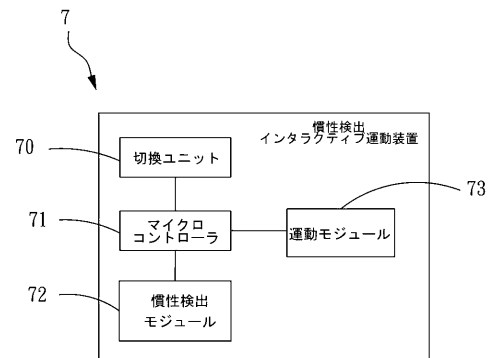 7
慣性検出
インタラクティブ運動装置
70
切換ユニット
73
71
マイクロ
コントローラ
運動モジュール
72
慣性検出
モジュール